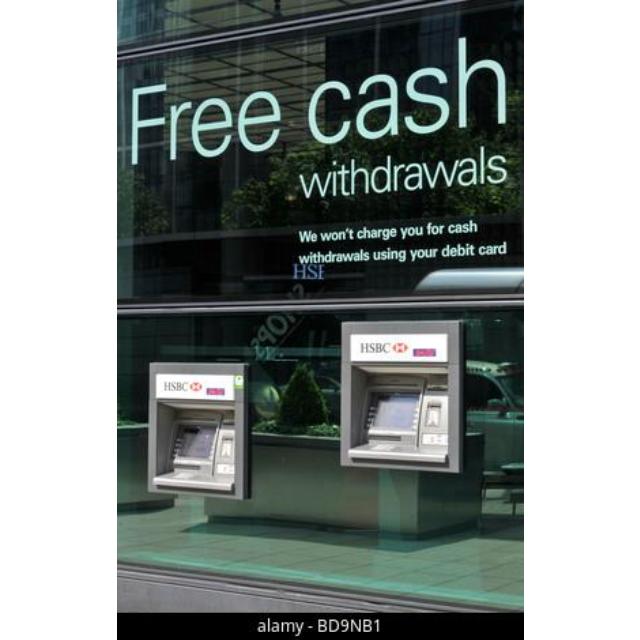 Free cash
withdrawals
We won't charge you for cash
withdrawals using your debit card
HSBC
HSBC
alamy - BD9NB1